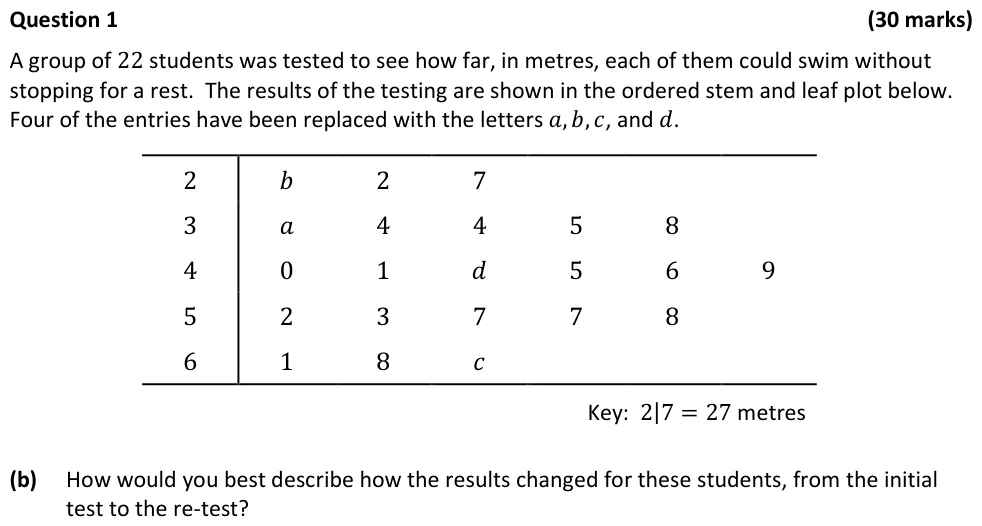 Question 1 (30 marks)
A group of 22 students was tested to see how far, in metres, each of them could swim without
stopping for a rest. The results of the testing are shown in the ordered stem and leaf plot below.
Four of the entries have been replaced with the letters a, b, c, and d.
2 b 2 7
3 a 4 4 5 8
4 0 1 d 5 6 9
5 2 3 7 7 8
6 1 8 c
Key: 2|7 = 27 metres
(b) How would you best describe how the results changed for these students, from the initial
test to the re-test?